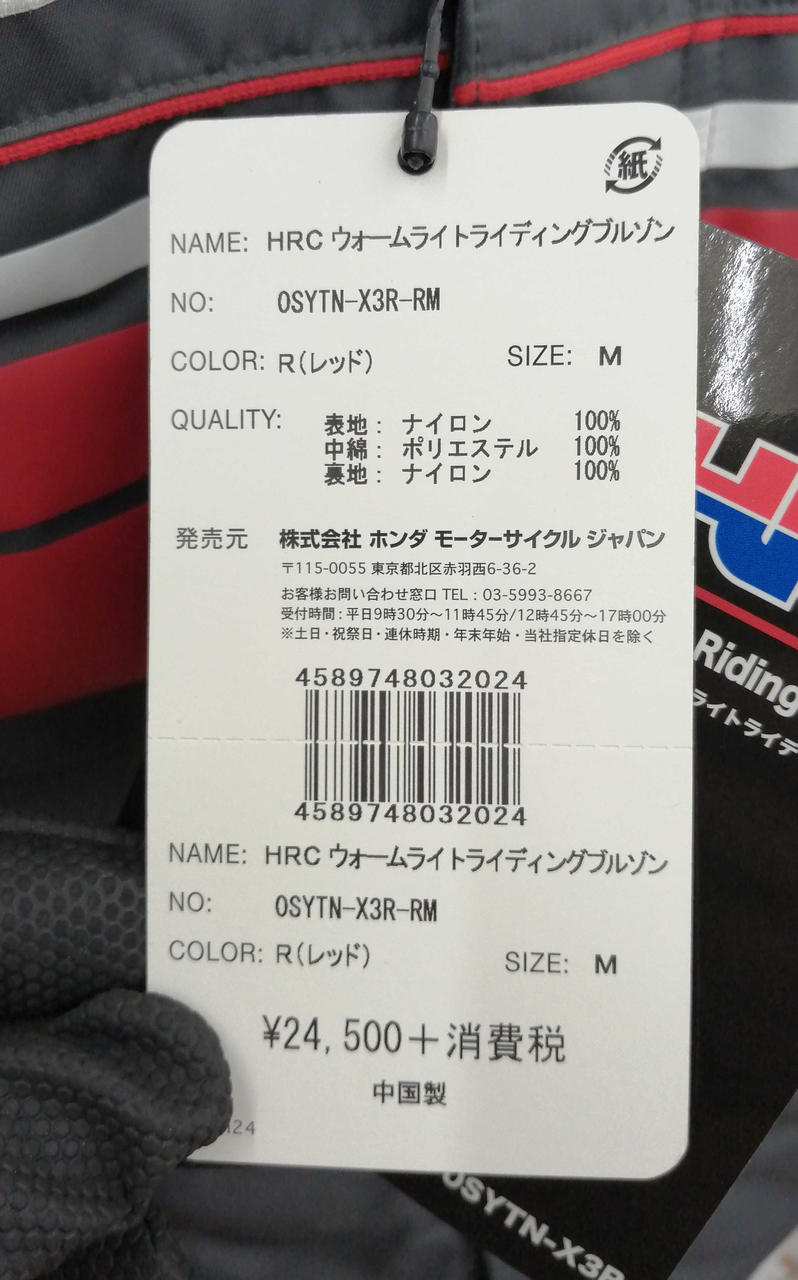 紙
NAME: HRC ウォームライトライディングブルゾン
NO: 0SYTN-X3R-RM
COLOR: R(レッド) SIZE: M
QUALITY: 表地: ナイロン 100%
中綿: ポリエステル 100%
裏地: ナイロン 100%
発売元 株式会社 ホンダ モーターサイクル ジャパン
〒115-0055 東京都北区赤羽西6-36-2
お客様お問い合わせ窓口 TEL : 03-5993-8667
受付時間 : 平日9時30分〜11時45分/12時45分〜17時00分
※土日・祝祭日・連休時期・年末年始・当社指定休日を除く
4589748032024
4589748032024
NAME: HRC ウォームライトライディングブルゾン
NO: 0SYTN-X3R-RM
COLOR: R(レッド) SIZE: M
¥24,500+消費税
中国製
124
Riding
ライトライデ
0SYTN-X3R